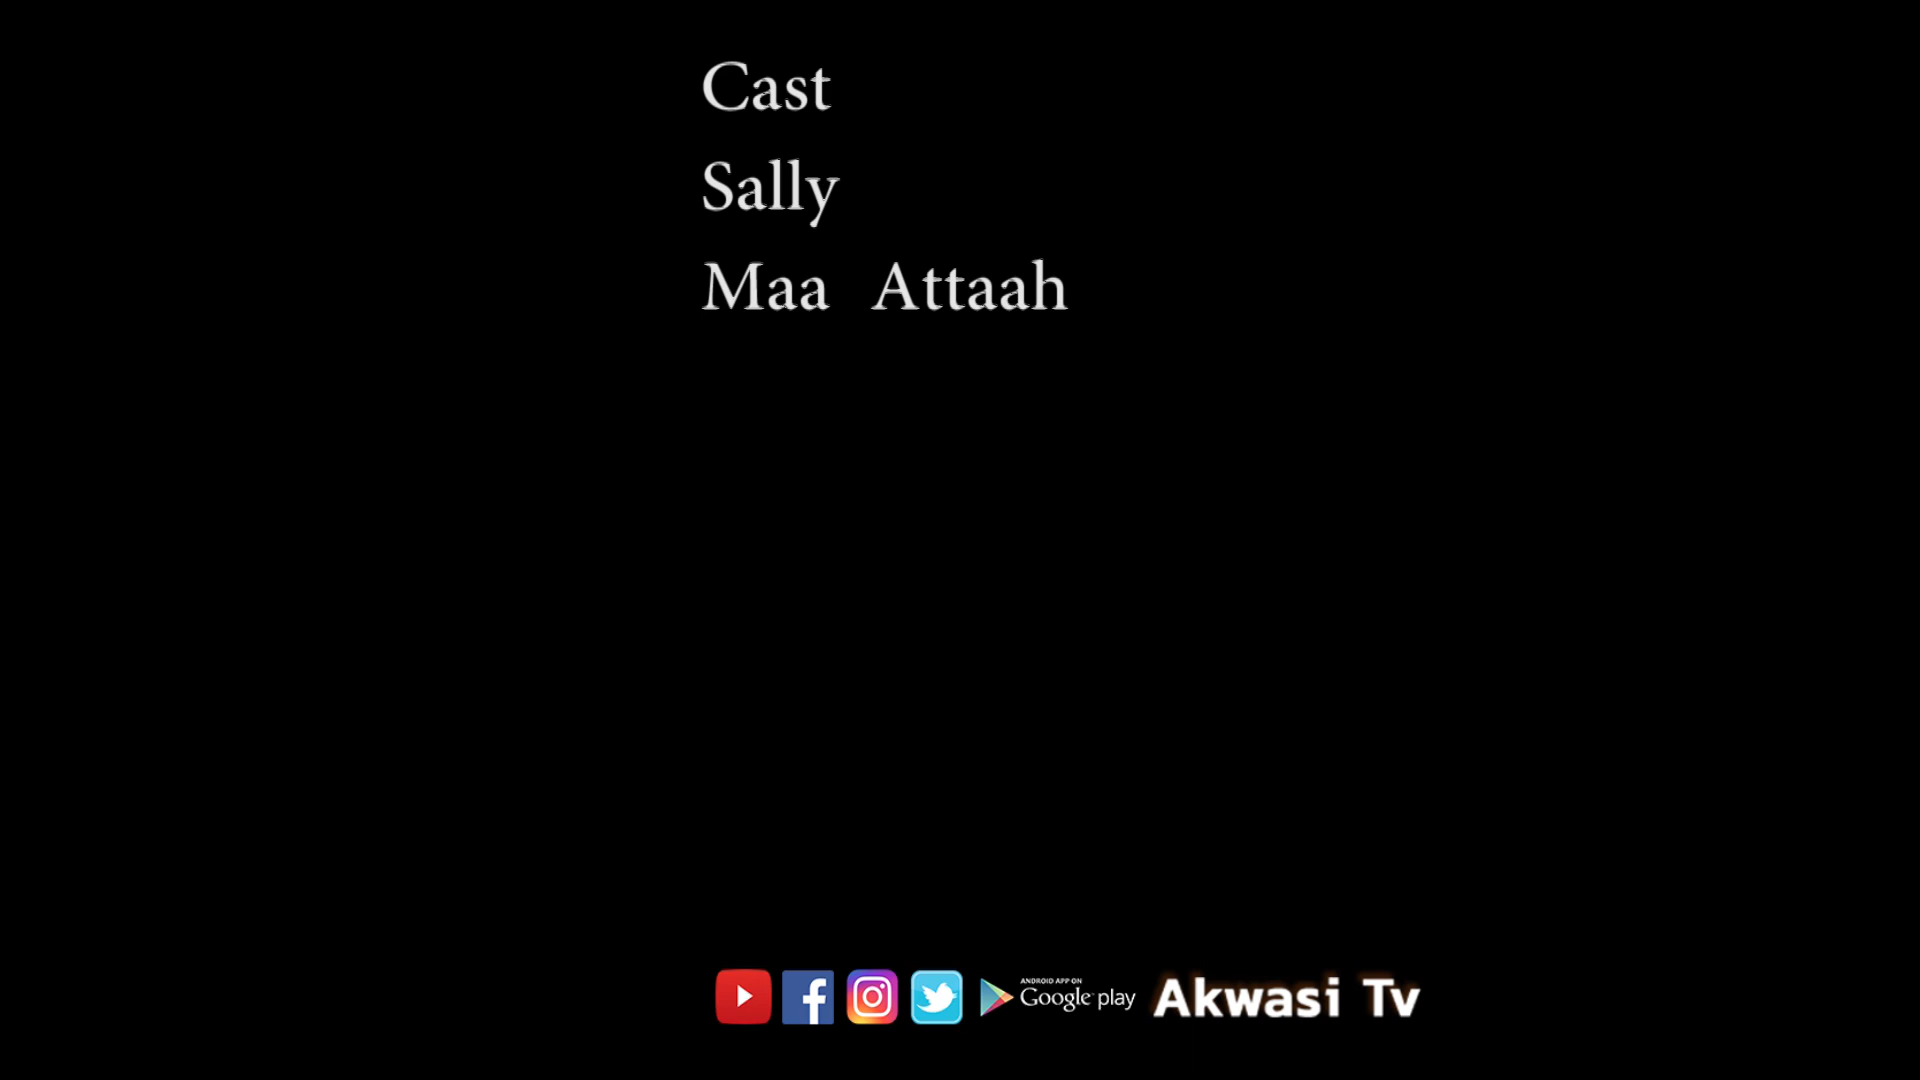 Cast
Sally
Maa Attaah
ANDROID APP ON
Google play
Akwasi Tv